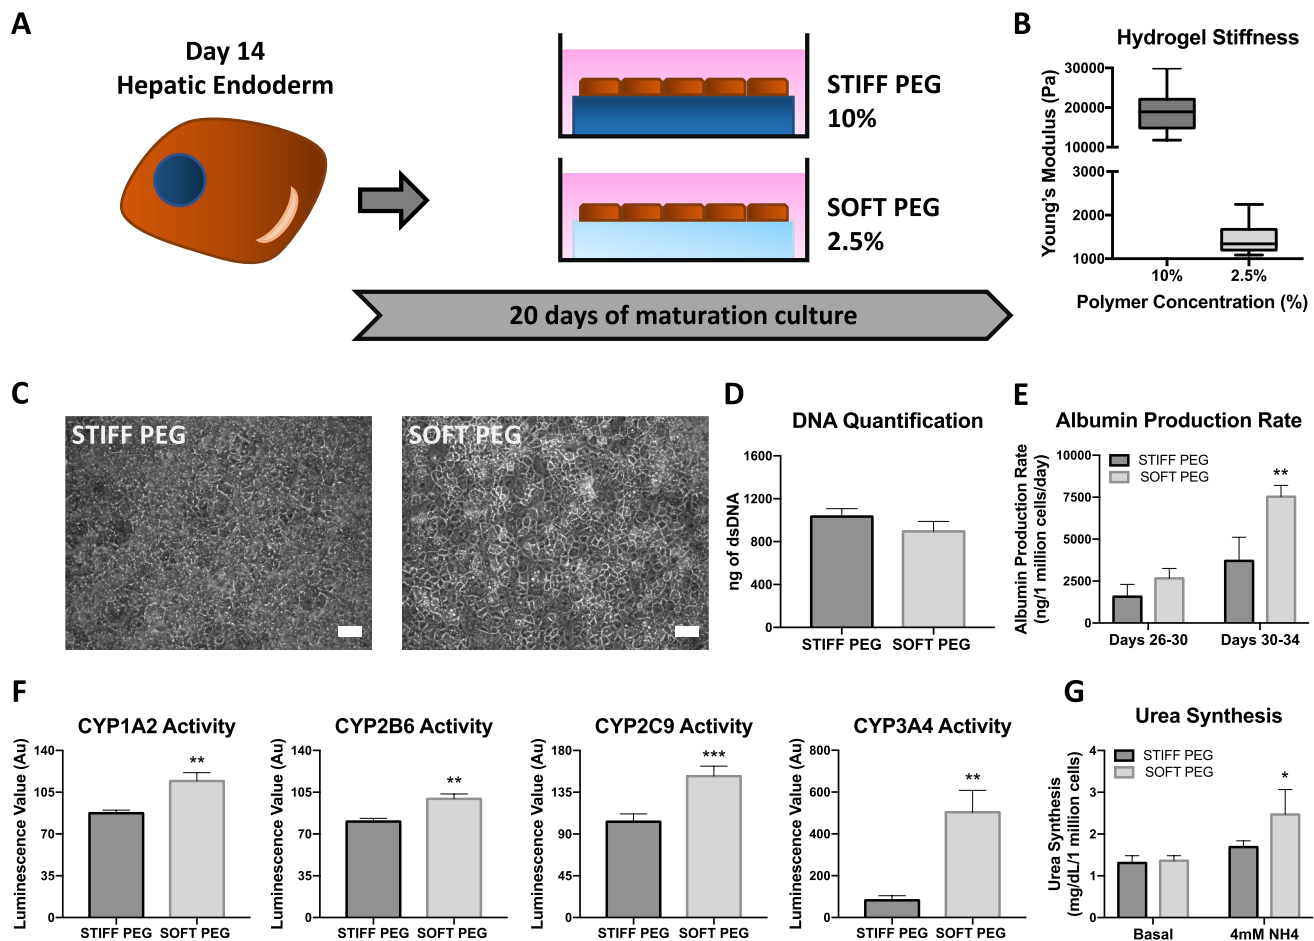 A
Day 14
Hepatic Endoderm
STIFF PEG
10%
SOFT PEG
2.5%
20 days of maturation culture
B
Hydrogel Stiffness
Young's Modulus (Pa)
30000
20000
10000
3000
2000
1000
10%
2.5%
Polymer Concentration (%)
C
STIFF PEG
SOFT PEG
D
DNA Quantification
ng of dsDNA
1600
1200
800
400
0
STIFF PEG
SOFT PEG
E
Albumin Production Rate
Albumin Production Rate
(ng/1 million cells/day)
10000
7500
5000
2500
0
STIFF PEG
SOFT PEG
**
Days 26-30
Days 30-34
F
CYP1A2 Activity
Luminescence Value (Au)
140
105
70
35
0
**
STIFF PEG
SOFT PEG
CYP2B6 Activity
Luminescence Value (Au)
140
105
70
35
0
**
STIFF PEG
SOFT PEG
CYP2C9 Activity
Luminescence Value (Au)
180
135
90
45
0
***
STIFF PEG
SOFT PEG
CYP3A4 Activity
Luminescence Value (Au)
800
600
400
200
0
**
STIFF PEG
SOFT PEG
G
Urea Synthesis
Urea Synthesis
(mg/dL/1 million cells)
4
3
2
1
0
STIFF PEG
SOFT PEG
*
Basal
4mM NH4